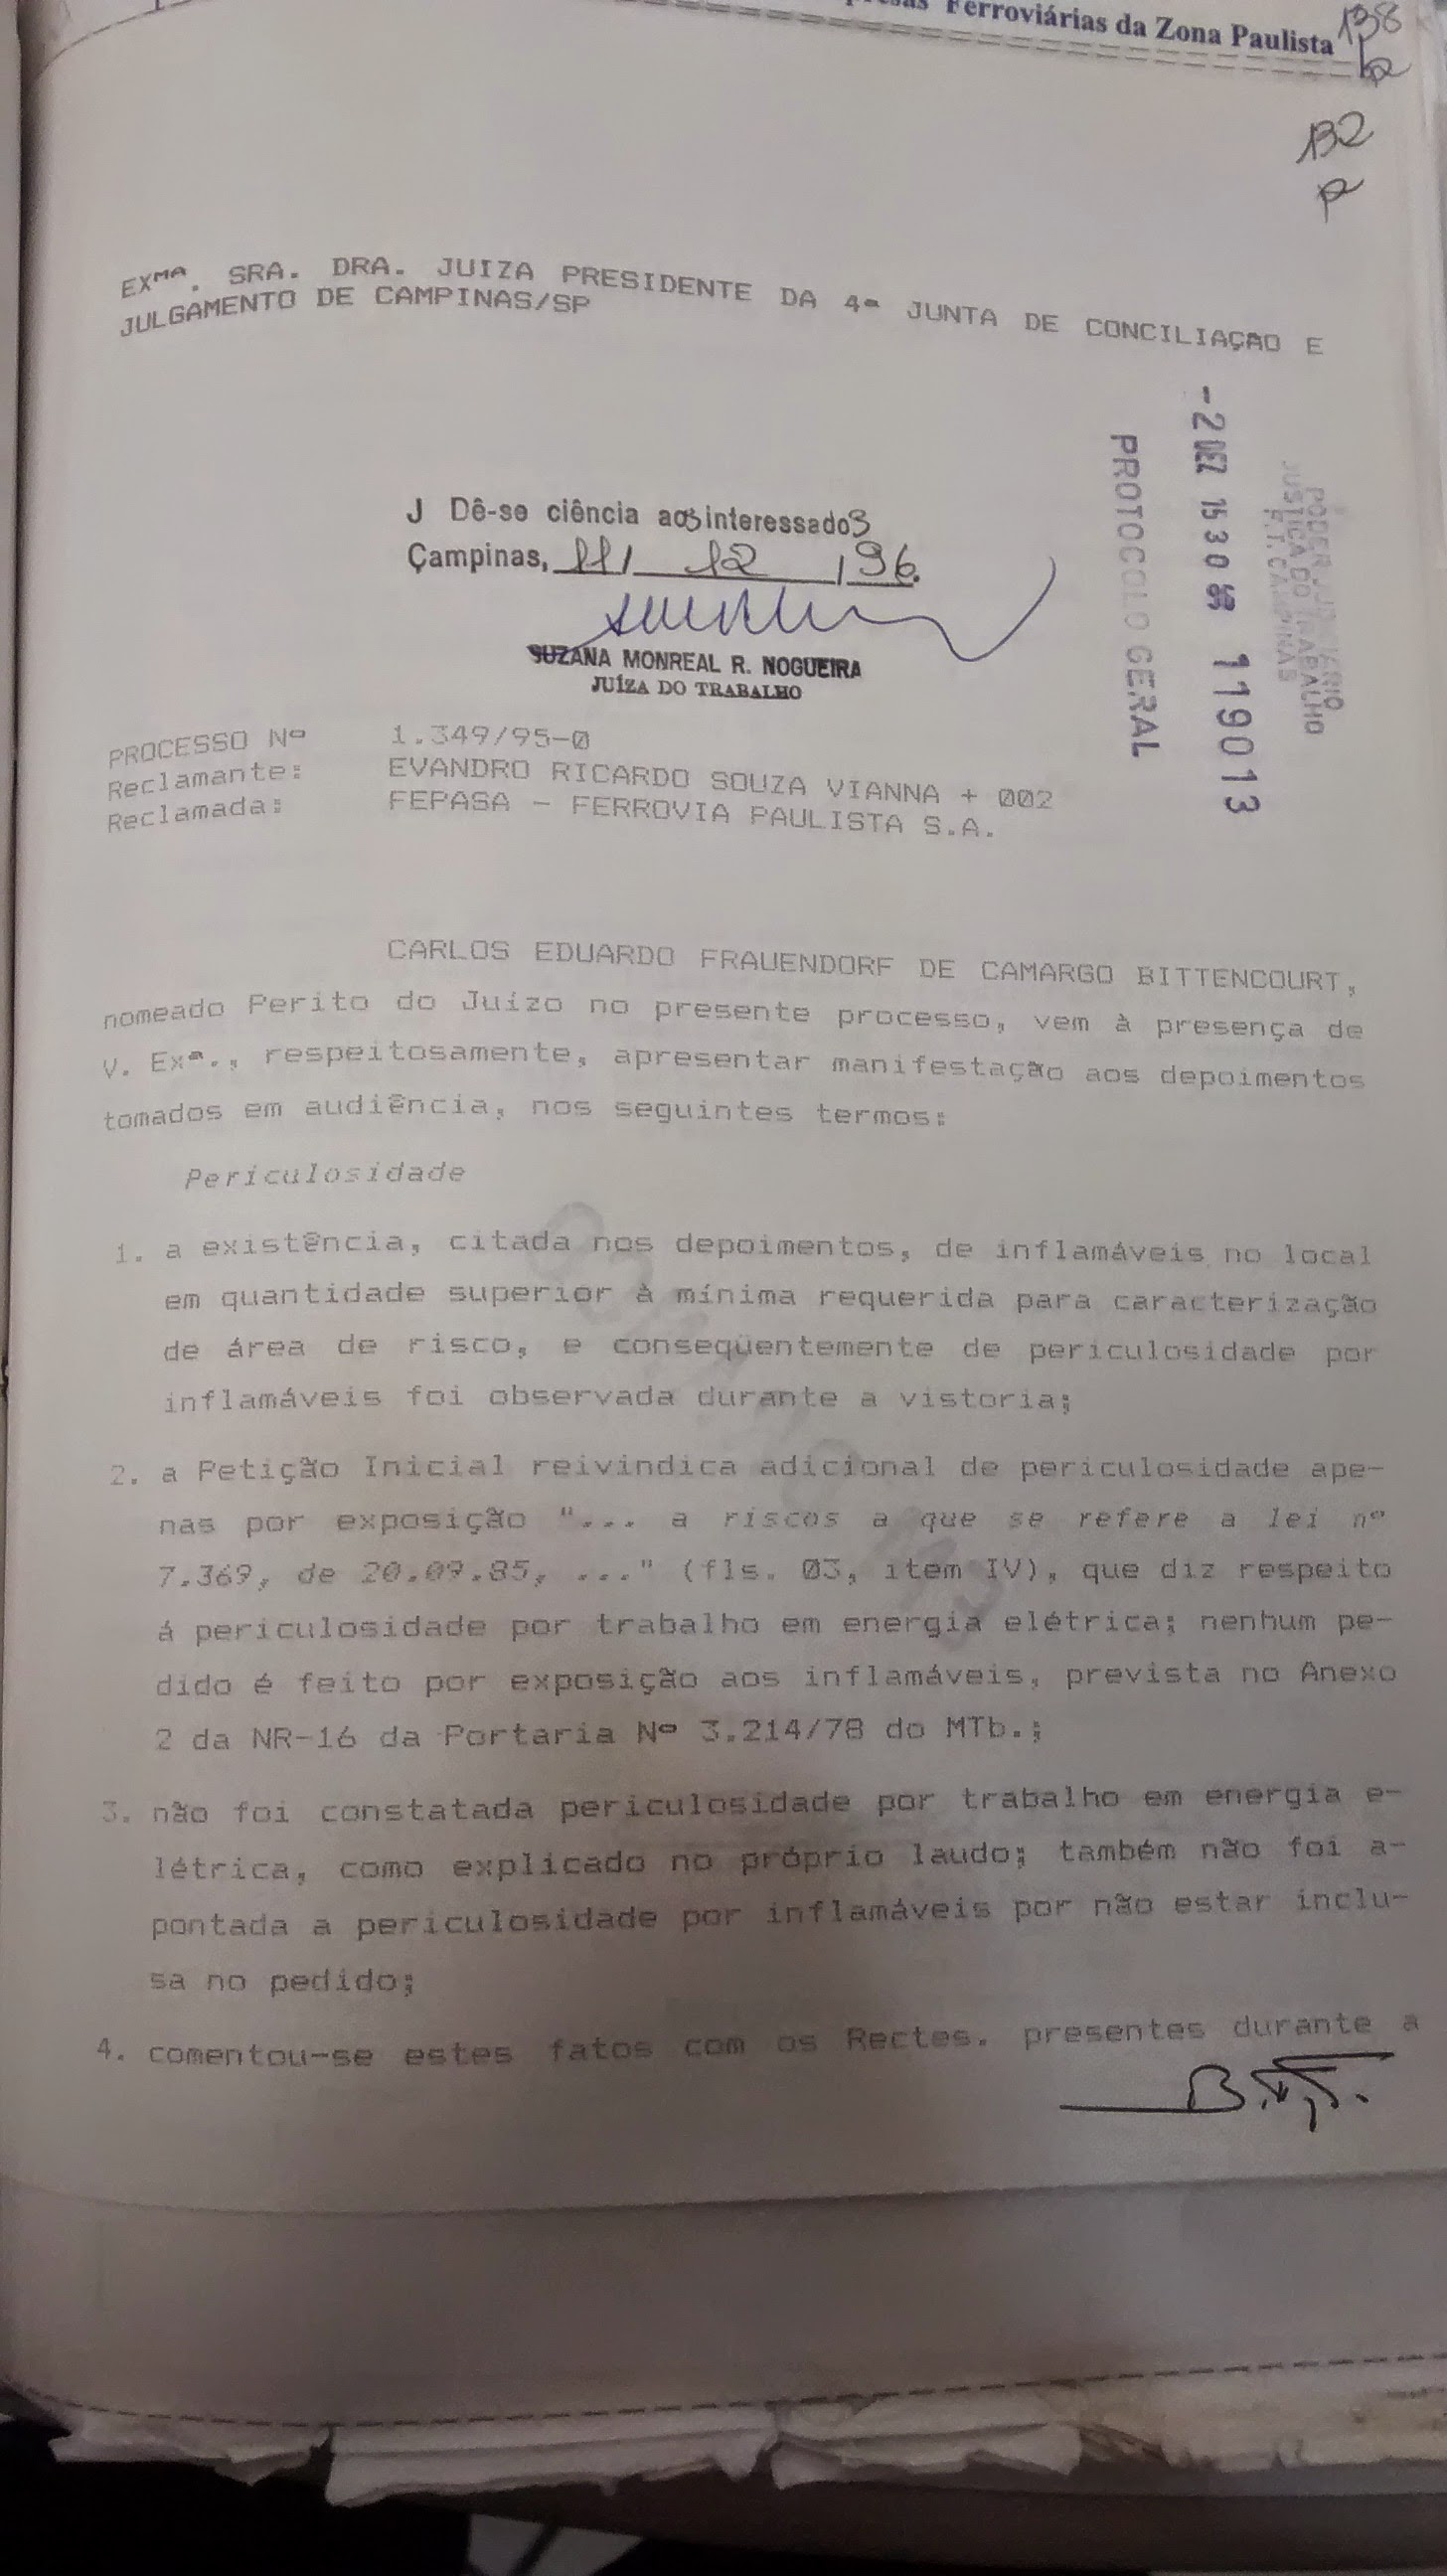 Ferroviárias da Zona Paulista
138
132
EXMA. SRA. DRA. JUIZA PRESIDENTE DA 4ª JUNTA DE CONCILIAÇÃO E
JULGAMENTO DE CAMPINAS/SP
J Dê-se ciência aos interessados
Campinas, 11/ 12 /96.
SUZANA MONREAL R. NOGUEIRA
JUÍZA DO TRABALHO
PODER JUDICIÁRIO
JUSTIÇA DO TRABALHO
CAMPINAS
-2 DEZ 15 30 96 119013
PROTOCOLO GERAL
PROCESSO Nº 1.349/95-0
Reclamante: EVANDRO RICARDO SOUZA VIANNA + 002
Reclamada: FEPASA - FERROVIA PAULISTA S.A.
CARLOS EDUARDO FRAUENDORF DE CAMARGO BITTENCOURT,
nomeado Perito do Juízo no presente processo, vem à presença de
V. Exª., respeitosamente, apresentar manifestação aos depoimentos
tomados em audiência, nos seguintes termos:
Periculosidade
1. a existência, citada nos depoimentos, de inflamáveis no local
em quantidade superior à mínima requerida para caracterização
de área de risco, e conseqüentemente de periculosidade por
inflamáveis foi observada durante a vistoria;
2. a Petição Inicial reivindica adicional de periculosidade ape-
nas por exposição "... a riscos a que se refere a lei nº
7.369, de 20.09.85, ..." (fls. 03, item IV), que diz respeito
á periculosidade por trabalho em energia elétrica; nenhum pe-
dido é feito por exposição aos inflamáveis, prevista no Anexo
2 da NR-16 da Portaria Nº 3.214/78 do MTb.;
3. não foi constatada periculosidade por trabalho em energia e-
létrica, como explicado no próprio laudo; também não foi a-
pontada a periculosidade por inflamáveis por não estar inclu-
sa no pedido;
4. comentou-se estes fatos com os Rectes. presentes durante a